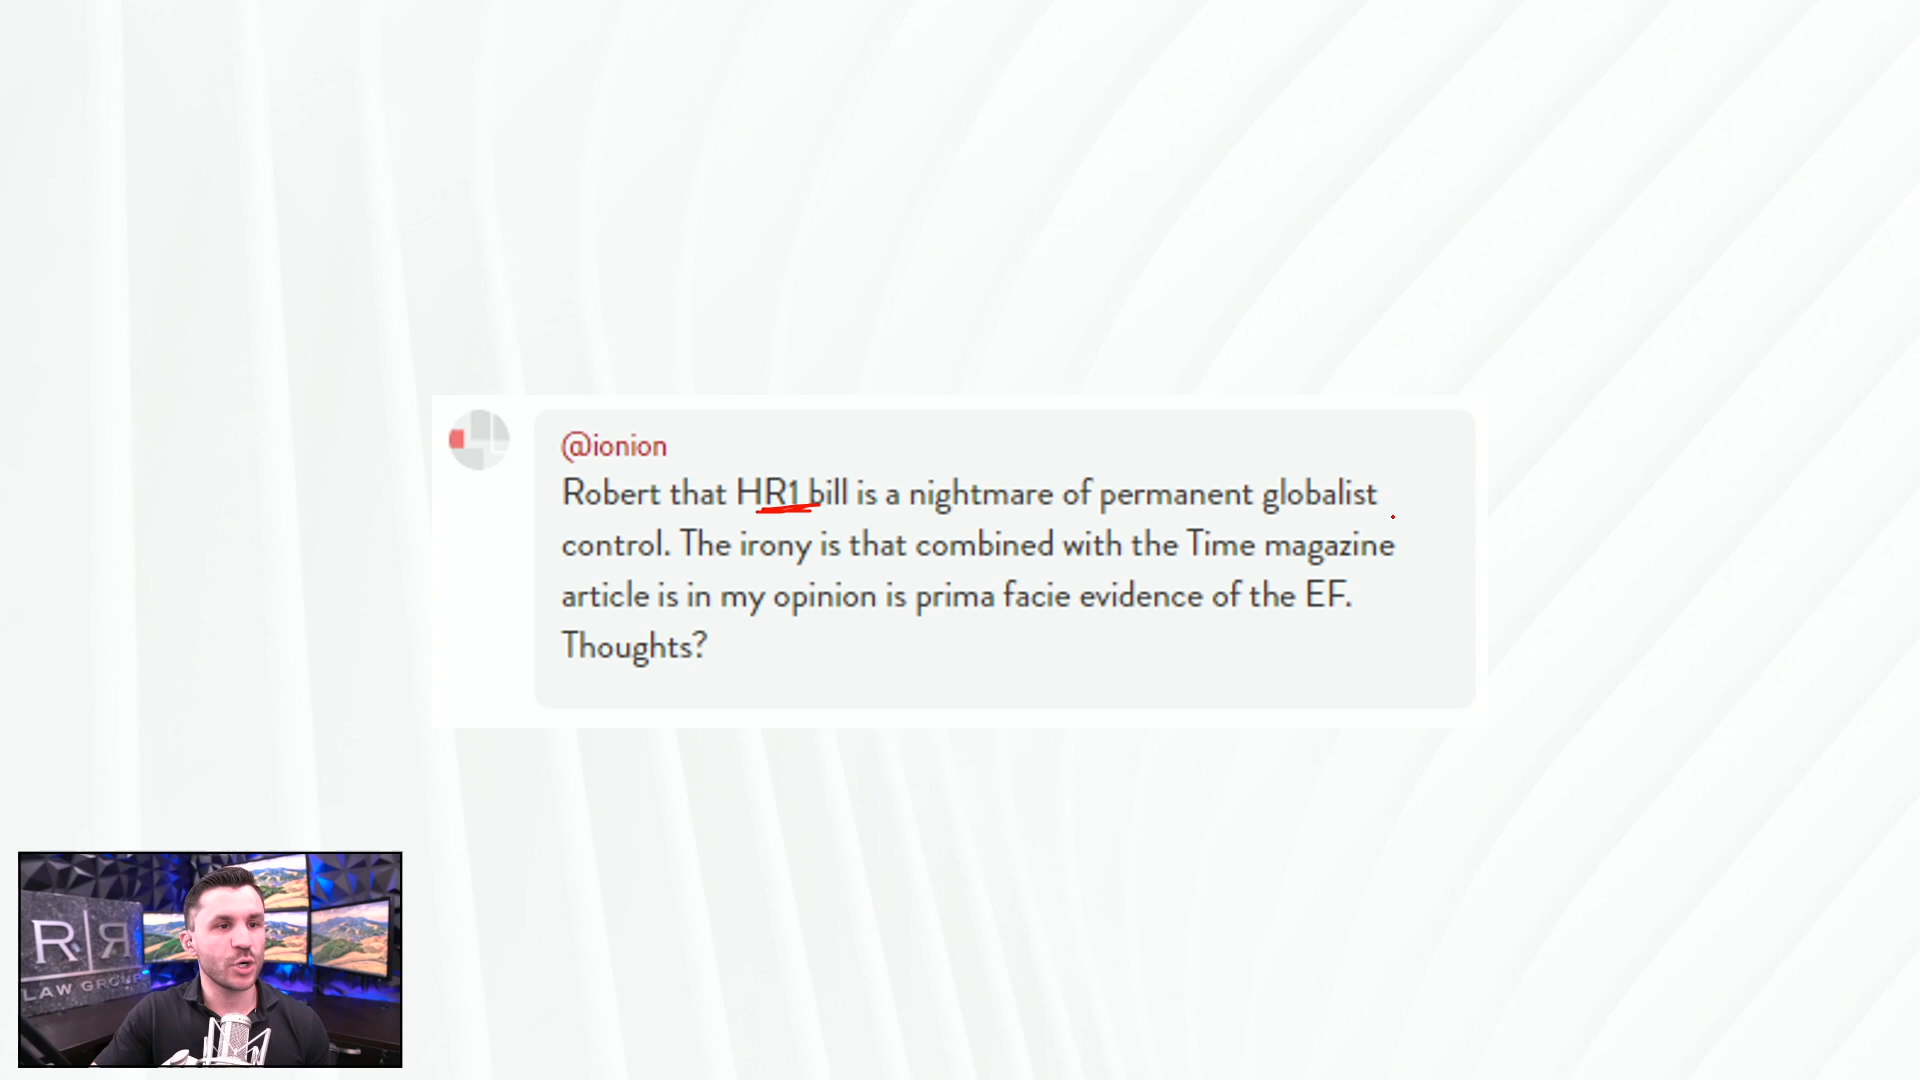 @ionion
Robert that HR1 bill is a nightmare of permanent globalist
control. The irony is that combined with the Time magazine
article is in my opinion is prima facie evidence of the EF.
Thoughts?
R|Я
LAW GROUP